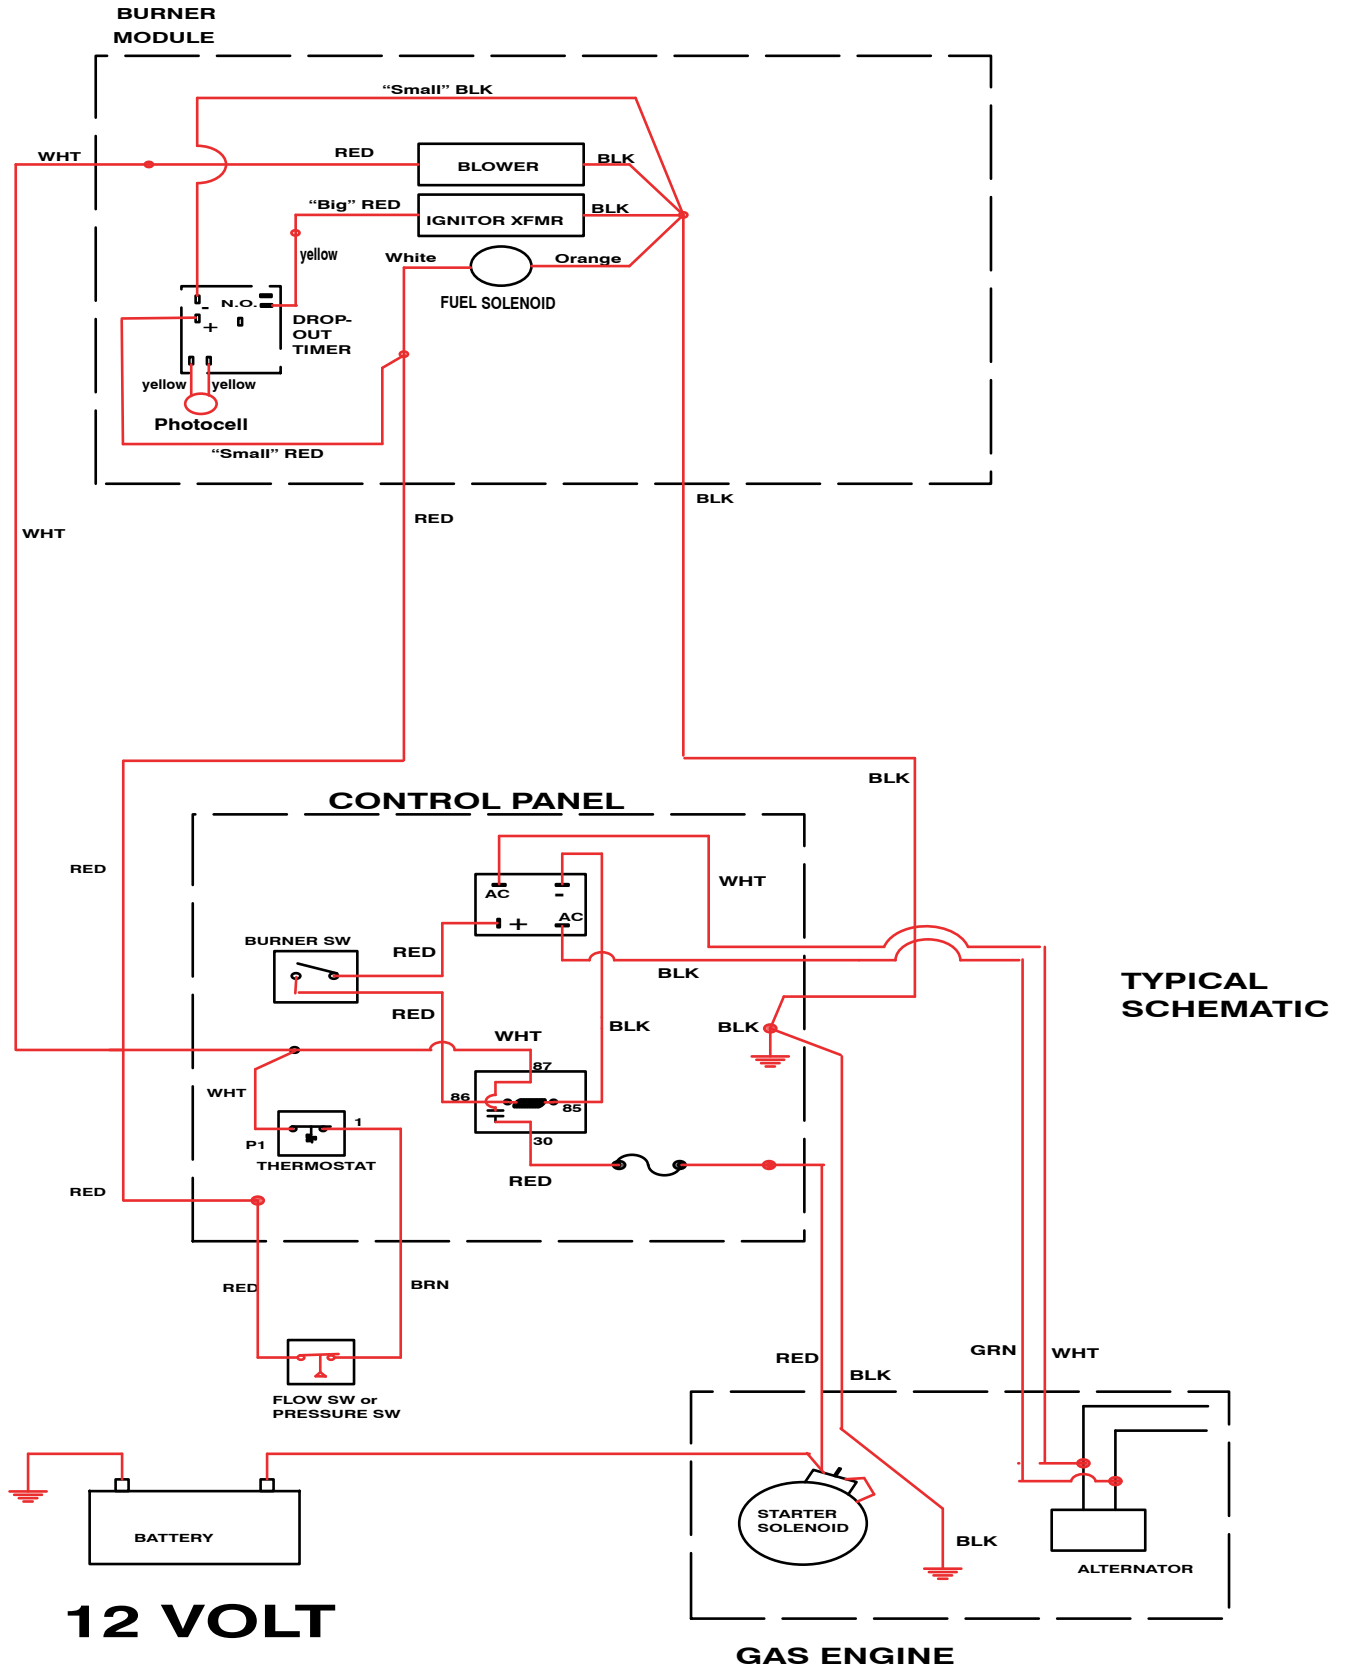 BURNER
MODULE
“Small” BLK
WHT
RED
BLOWER
BLK
“Big” RED
IGNITOR XFMR
BLK
yellow
White
Orange
FUEL SOLENOID
N.O.
-
+
DROP-
OUT
TIMER
yellow
yellow
Photocell
“Small” RED
BLK
RED
WHT
BLK
CONTROL PANEL
RED
WHT
AC
-
AC
+
BURNER SW
RED
BLK
TYPICAL
SCHEMATIC
RED
BLK
BLK
WHT
87
86
85
WHT
P1
1
30
THERMOSTAT
RED
RED
RED
BRN
GRN
WHT
RED
BLK
FLOW SW or
PRESSURE SW
STARTER
SOLENOID
BATTERY
BLK
ALTERNATOR
12 VOLT
GAS ENGINE